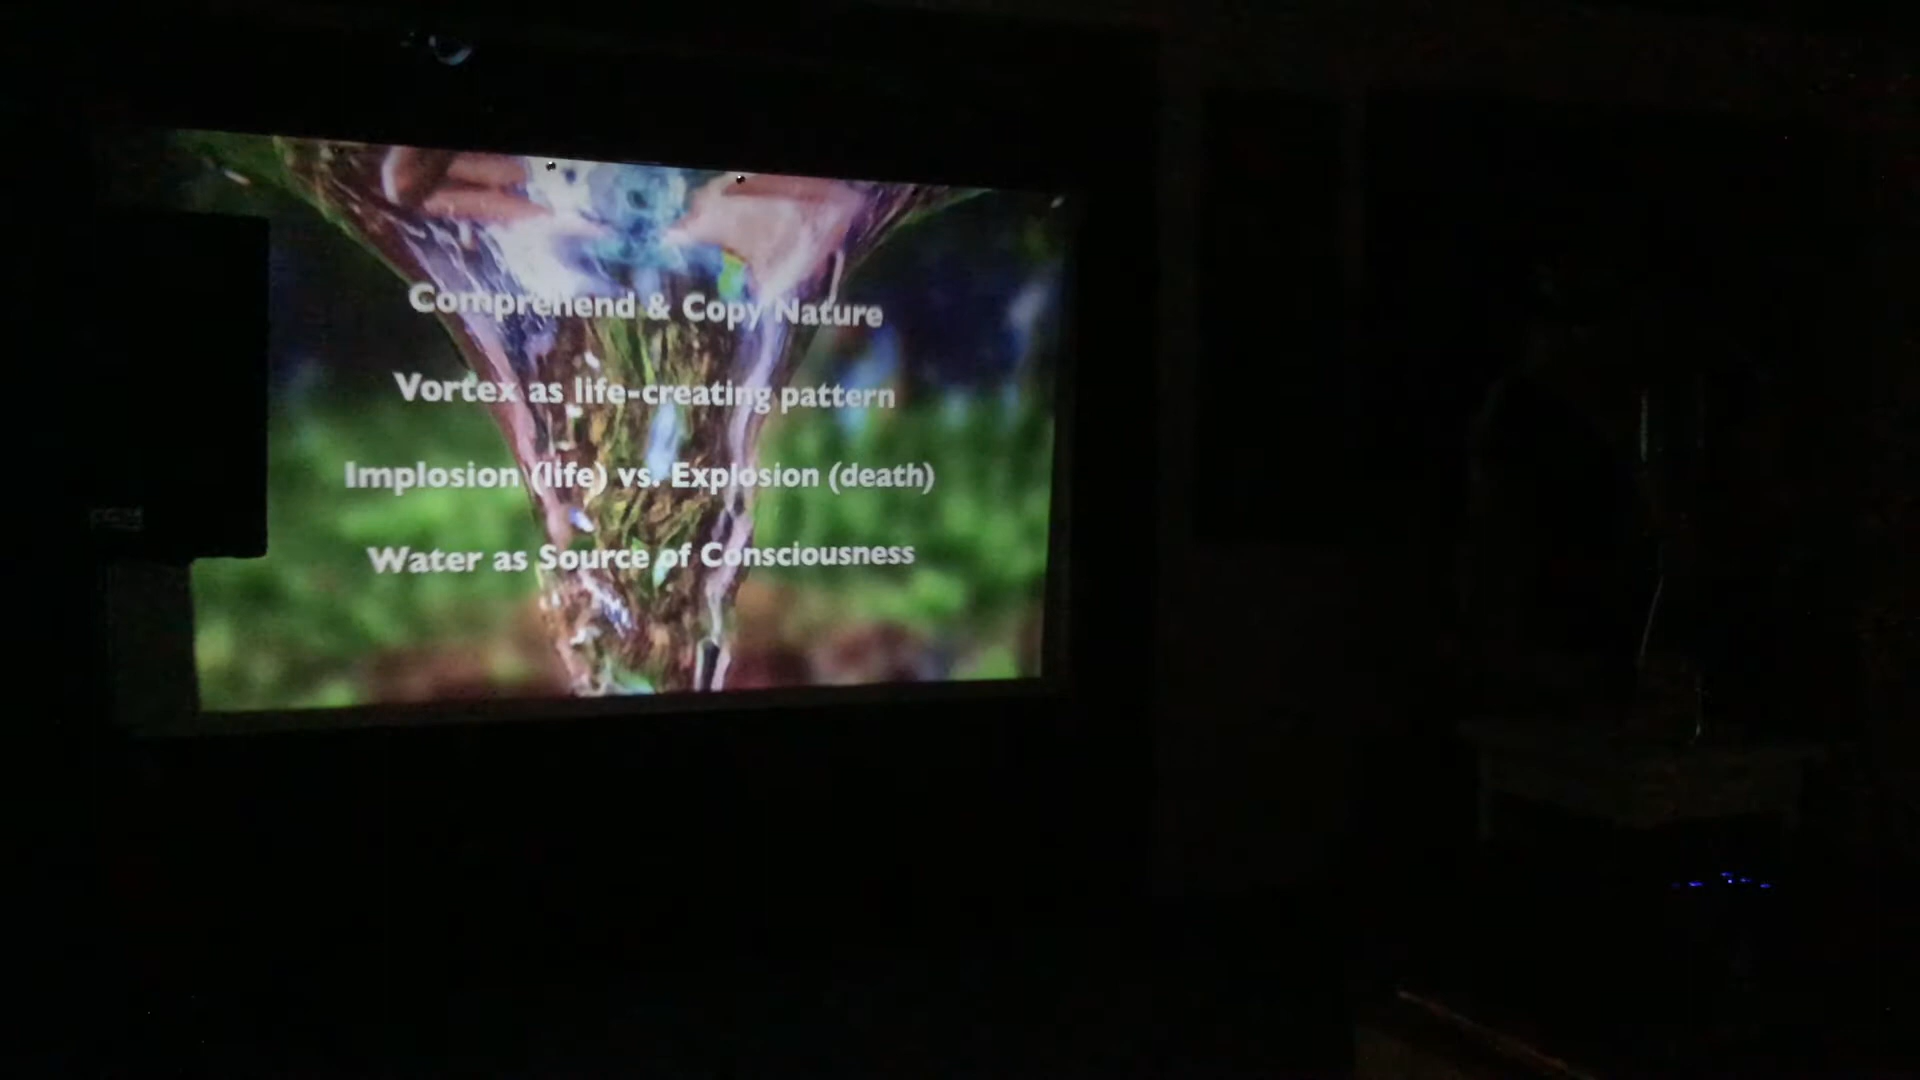 Comprehend & Copy Nature
Vortex as life-creating pattern
Implosion (life) vs. Explosion (death)
Water as Source of Consciousness